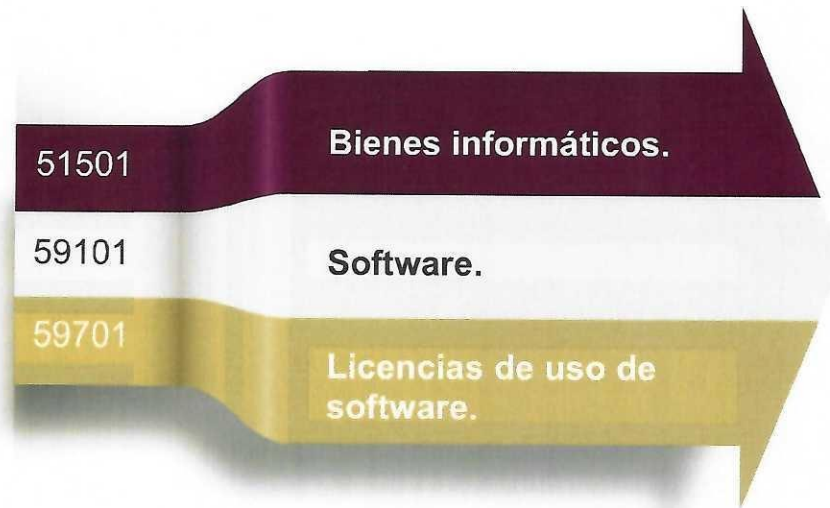 51501 Bienes informáticos.
59101 Software.
59701 Licencias de uso de
software.